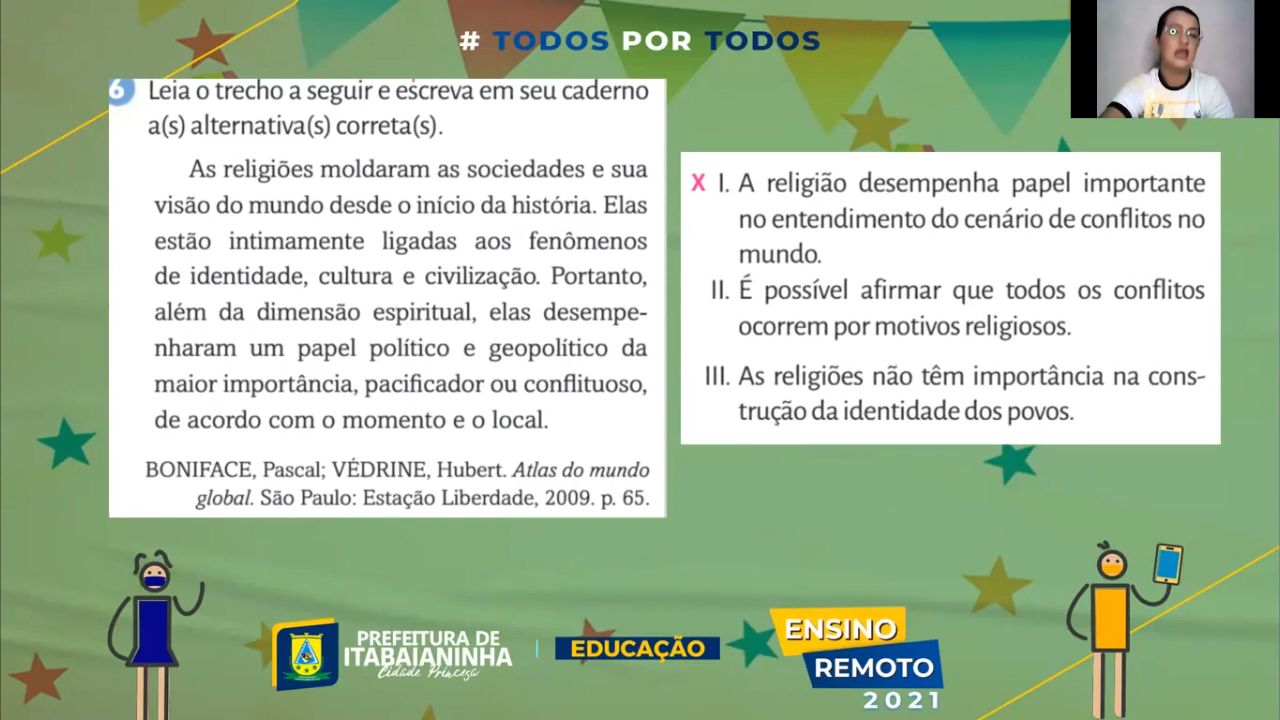 # TODOS POR TODOS
6 Leia o trecho a seguir e escreva em seu caderno
a(s) alternativa(s) correta(s).
As religiões moldaram as sociedades e sua
visão do mundo desde o início da história. Elas
estão intimamente ligadas aos fenômenos
de identidade, cultura e civilização. Portanto,
além da dimensão espiritual, elas desempe-
nharam um papel político e geopolítico da
maior importância, pacificador ou conflituoso,
de acordo com o momento e o local.
BONIFACE, Pascal; VÉDRINE, Hubert. Atlas do mundo
global. São Paulo: Estação Liberdade, 2009. p. 65.
X I. A religião desempenha papel importante
no entendimento do cenário de conflitos no
mundo.
II. É possível afirmar que todos os conflitos
ocorrem por motivos religiosos.
III. As religiões não têm importância na cons-
trução da identidade dos povos.
PREFEITURA DE
ITABAIANINHA
Cidade Princesa
EDUCAÇÃO
ENSINO
REMOTO
2021